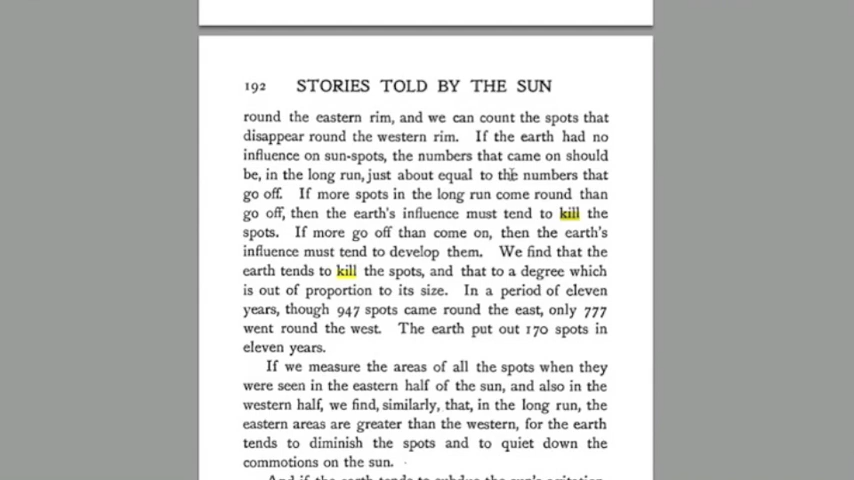 192 STORIES TOLD BY THE SUN
round the eastern rim, and we can count the spots that
disappear round the western rim. If the earth had no
influence on sun-spots, the numbers that came on should
be, in the long run, just about equal to the numbers that
go off. If more spots in the long run come round than
go off, then the earth's influence must tend to kill the
spots. If more go off than come on, then the earth's
influence must tend to develop them. We find that the
earth tends to kill the spots, and that to a degree which
is out of proportion to its size. In a period of eleven
years, though 947 spots came round the east, only 777
went round the west. The earth put out 170 spots in
eleven years.
If we measure the areas of all the spots when they
were seen in the eastern half of the sun, and also in the
western half, we find, similarly, that, in the long run, the
eastern areas are greater than the western, for the earth
tends to diminish the spots and to quiet down the
commotions on the sun.
And if the earth tends to subdue the sun's agitation